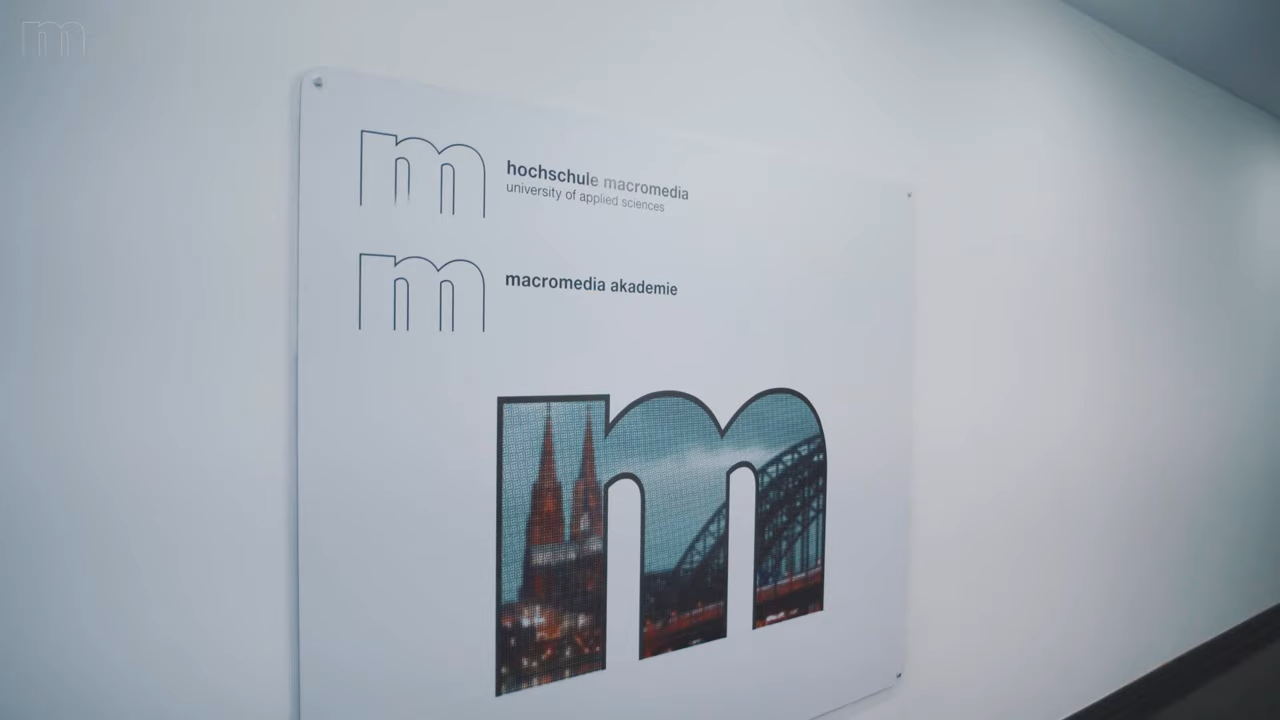 m
m
hochschule macromedia
university of applied sciences
m
macromedia akademie
m